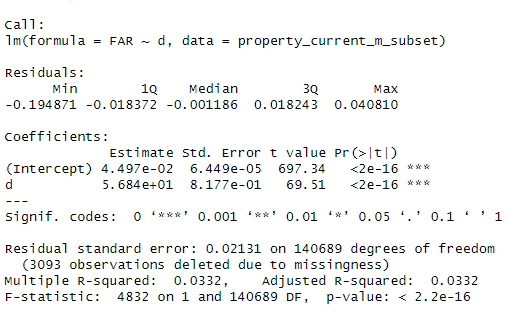 Call:
lm(formula = FAR ~ d, data = property_current_m_subset)
Residuals:
Min 1Q Median 3Q Max
-0.194871 -0.018372 -0.001186 0.018243 0.040810
Coefficients:
Estimate Std. Error t value Pr(>|t|)
(Intercept) 4.497e-02 6.449e-05 697.34 <2e-16 ***
d 5.684e+01 8.177e-01 69.51 <2e-16 ***
---
Signif. codes: 0 ‘***’ 0.001 ‘**’ 0.01 ‘*’ 0.05 ‘.’ 0.1 ‘ ’ 1
Residual standard error: 0.02131 on 140689 degrees of freedom
(3093 observations deleted due to missingness)
Multiple R-squared: 0.0332, Adjusted R-squared: 0.0332
F-statistic: 4832 on 1 and 140689 DF, p-value: < 2.2e-16